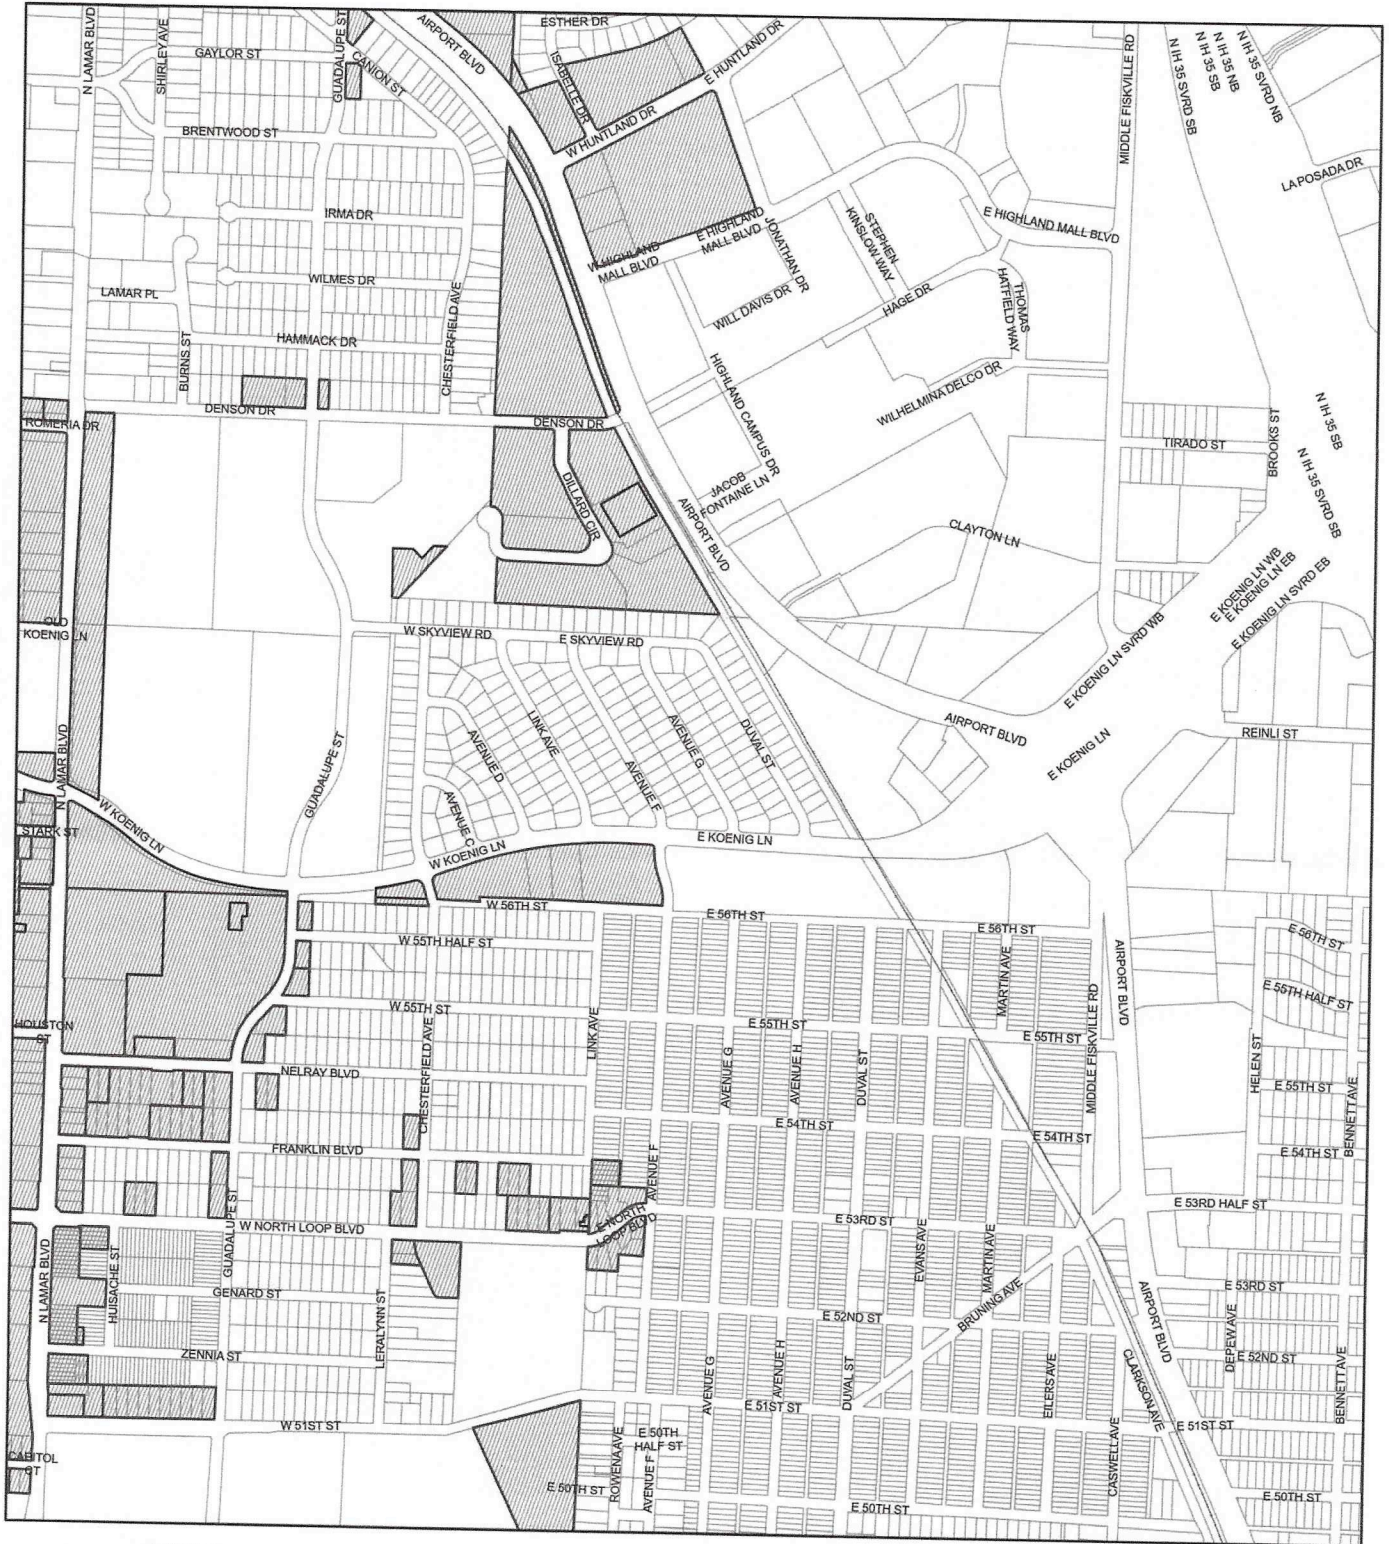 N LAMAR BLVD
SHIRLEY AVE
GAYLOR ST
GUADALUPE ST
CANION ST
AIRPORT BLVD
ESTHER DR
ISABELLE DR
E HUNTLAND DR
W HUNTLAND DR
MIDDLE FISKVILLE RD
N IH 35 SVRD SB
N IH 35 SB
N IH 35 NB
N IH 35 SVRD NB
LA POSADA DR
BRENTWOOD ST
IRMA DR
WILMES DR
LAMAR PL
BURNS ST
HAMMACK DR
CHESTERFIELD AVE
DENSON DR
DENSON DR
ROMERIA DR
W HIGHLAND
MALL BLVD
E HIGHLAND
MALL BLVD
JONATHAN DR
STEPHEN
KINSLOW WAY
E HIGHLAND MALL BLVD
WILL DAVIS DR
HAGE DR
THOMAS
HATFIELD WAY
HIGHLAND CAMPUS DR
WILHELMINA DELCO DR
TIRADO ST
BROOKS ST
N IH 35 SB
N IH 35 SVRD SB
DILLARD CIR
JACOB
FONTAINE LN
AIRPORT BLVD
CLAYTON LN
E KOENIG LN WB
E KOENIG LN EB
E KOENIG LN SVRD EB
E KOENIG LN SVRD WB
OLD
KOENIG LN
W SKYVIEW RD
E SKYVIEW RD
N LAMAR BLVD
GUADALUPE ST
AVENUE D
LINK AVE
AVENUE F
AVENUE G
DUVAL ST
AVENUE C
AIRPORT BLVD
E KOENIG LN
REINLI ST
STARK ST
W KOENIG LN
W KOENIG LN
E KOENIG LN
W 56TH ST
E 56TH ST
E 56TH ST
E 56TH ST
W 55TH HALF ST
E 55TH HALF ST
W 55TH ST
E 55TH ST
E 55TH ST
E 55TH ST
MARTIN AVE
AIRPORT BLVD
MIDDLE FISKVILLE RD
HELEN ST
BENNETT AVE
HOUSTON
ST
NELRAY BLVD
CHESTERFIELD AVE
LINK AVE
AVENUE G
AVENUE H
DUVAL ST
E 54TH ST
E 54TH ST
E 54TH ST
FRANKLIN BLVD
AVENUE F
GUADALUPE ST
W NORTH LOOP BLVD
E NORTH
LOOP BLVD
E 53RD ST
E 53RD HALF ST
EVANS AVE
MARTIN AVE
N LAMAR BLVD
HUISACHE ST
GENARD ST
ZENNIA ST
LERALYNN ST
E 52ND ST
BRUNING AVE
AIRPORT BLVD
E 53RD ST
DEPEW AVE
E 52ND ST
BENNETT AVE
AVENUE G
AVENUE H
DUVAL ST
EILERS AVE
CLARKSON AVE
W 51ST ST
E 51ST ST
E 51ST ST
CAPITOL
CT
ROWENA AVE
E 50TH
HALF ST
AVENUE F
CASWELL AVE
E 50TH ST
E 50TH ST
E 50TH ST